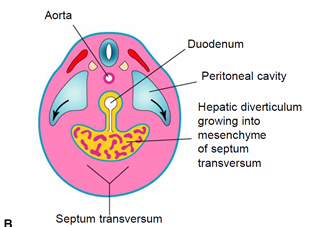 Aorta
Duodenum
Peritoneal cavity
Hepatic diverticulum
growing into
mesenchyme
of septum
transversum
Septum transversum
B